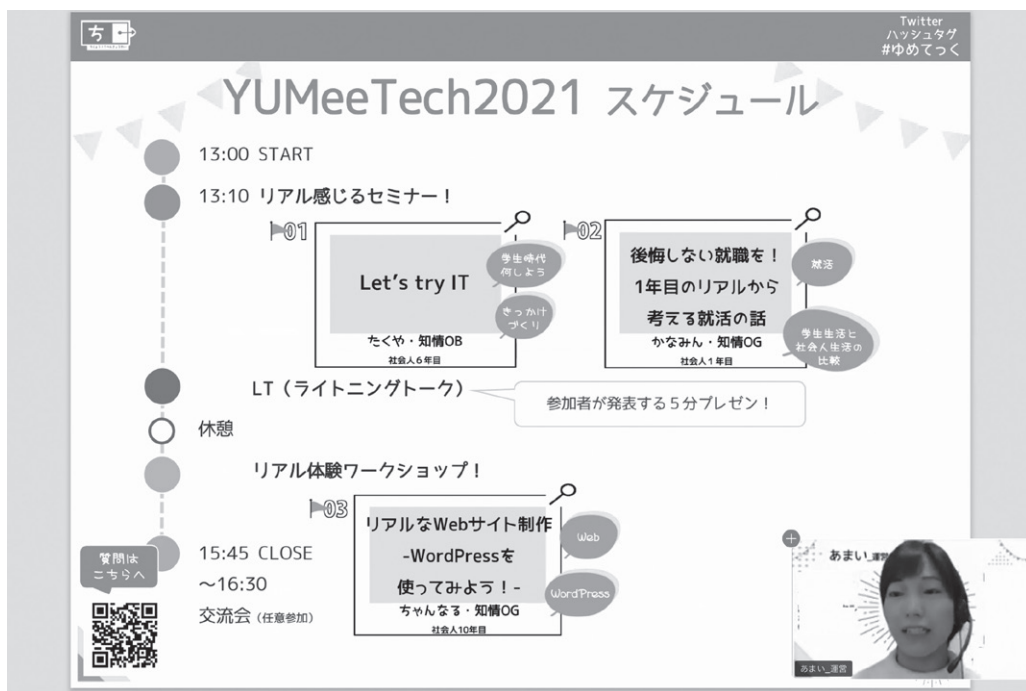 ち
Twitter
ハッシュタグ
#ゆめてっく
YUMeeTech2021 スケジュール
13:00 START
13:10 リアル感じるセミナー!
01
Let's try IT
学生時代
何しよう
きっかけ
づくり
たくや・知情OB
社会人6年目
02
後悔しない就職を!
1年目のリアルから
考える就活の話
就活
学生生活と
社会人生活の
比較
かなみん・知情OG
社会人1年目
LT(ライトニングトーク)
参加者が発表する5分プレゼン!
休憩
リアル体験ワークショップ!
03
リアルなWebサイト制作
-WordPressを
使ってみよう!-
Web
WordPress
ちゃんなる・知情OG
社会人10年目
15:45 CLOSE
〜16:30
交流会(任意参加)
質問は
こちらへ
あまい_運営
あまい_運営